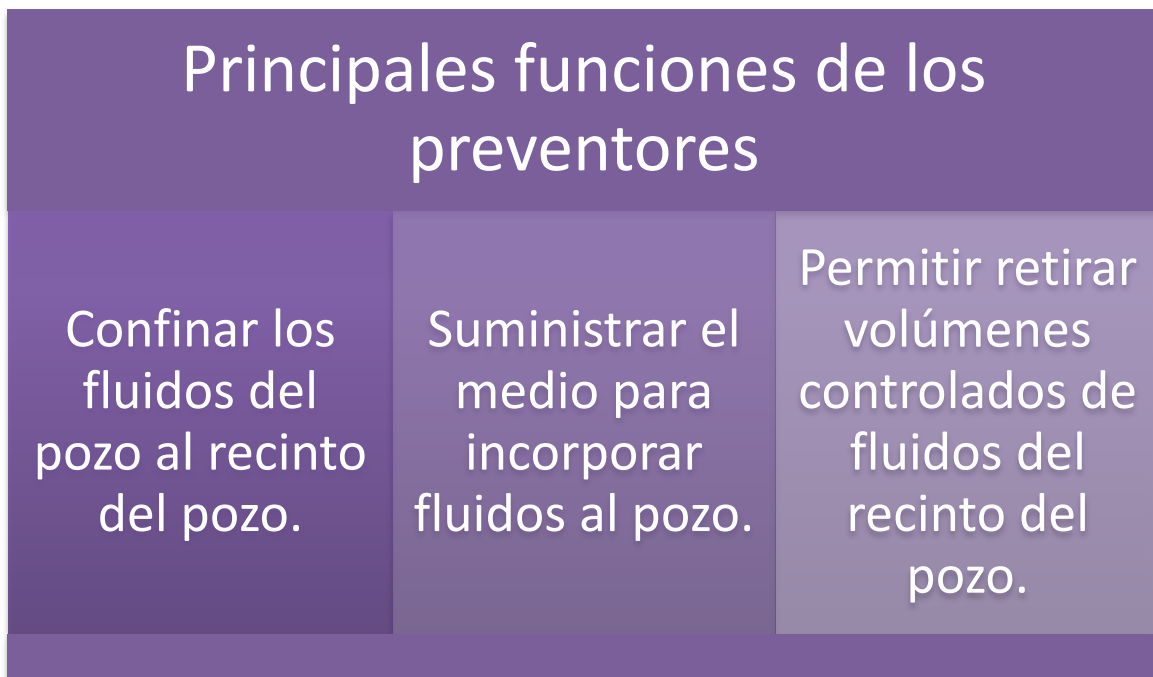 Principales funciones de los
preventores
Confinar los
fluidos del
pozo al recinto
del pozo.
Suministrar el
medio para
incorporar
fluidos al pozo.
Permitir retirar
volúmenes
controlados de
fluidos del
recinto del
pozo.